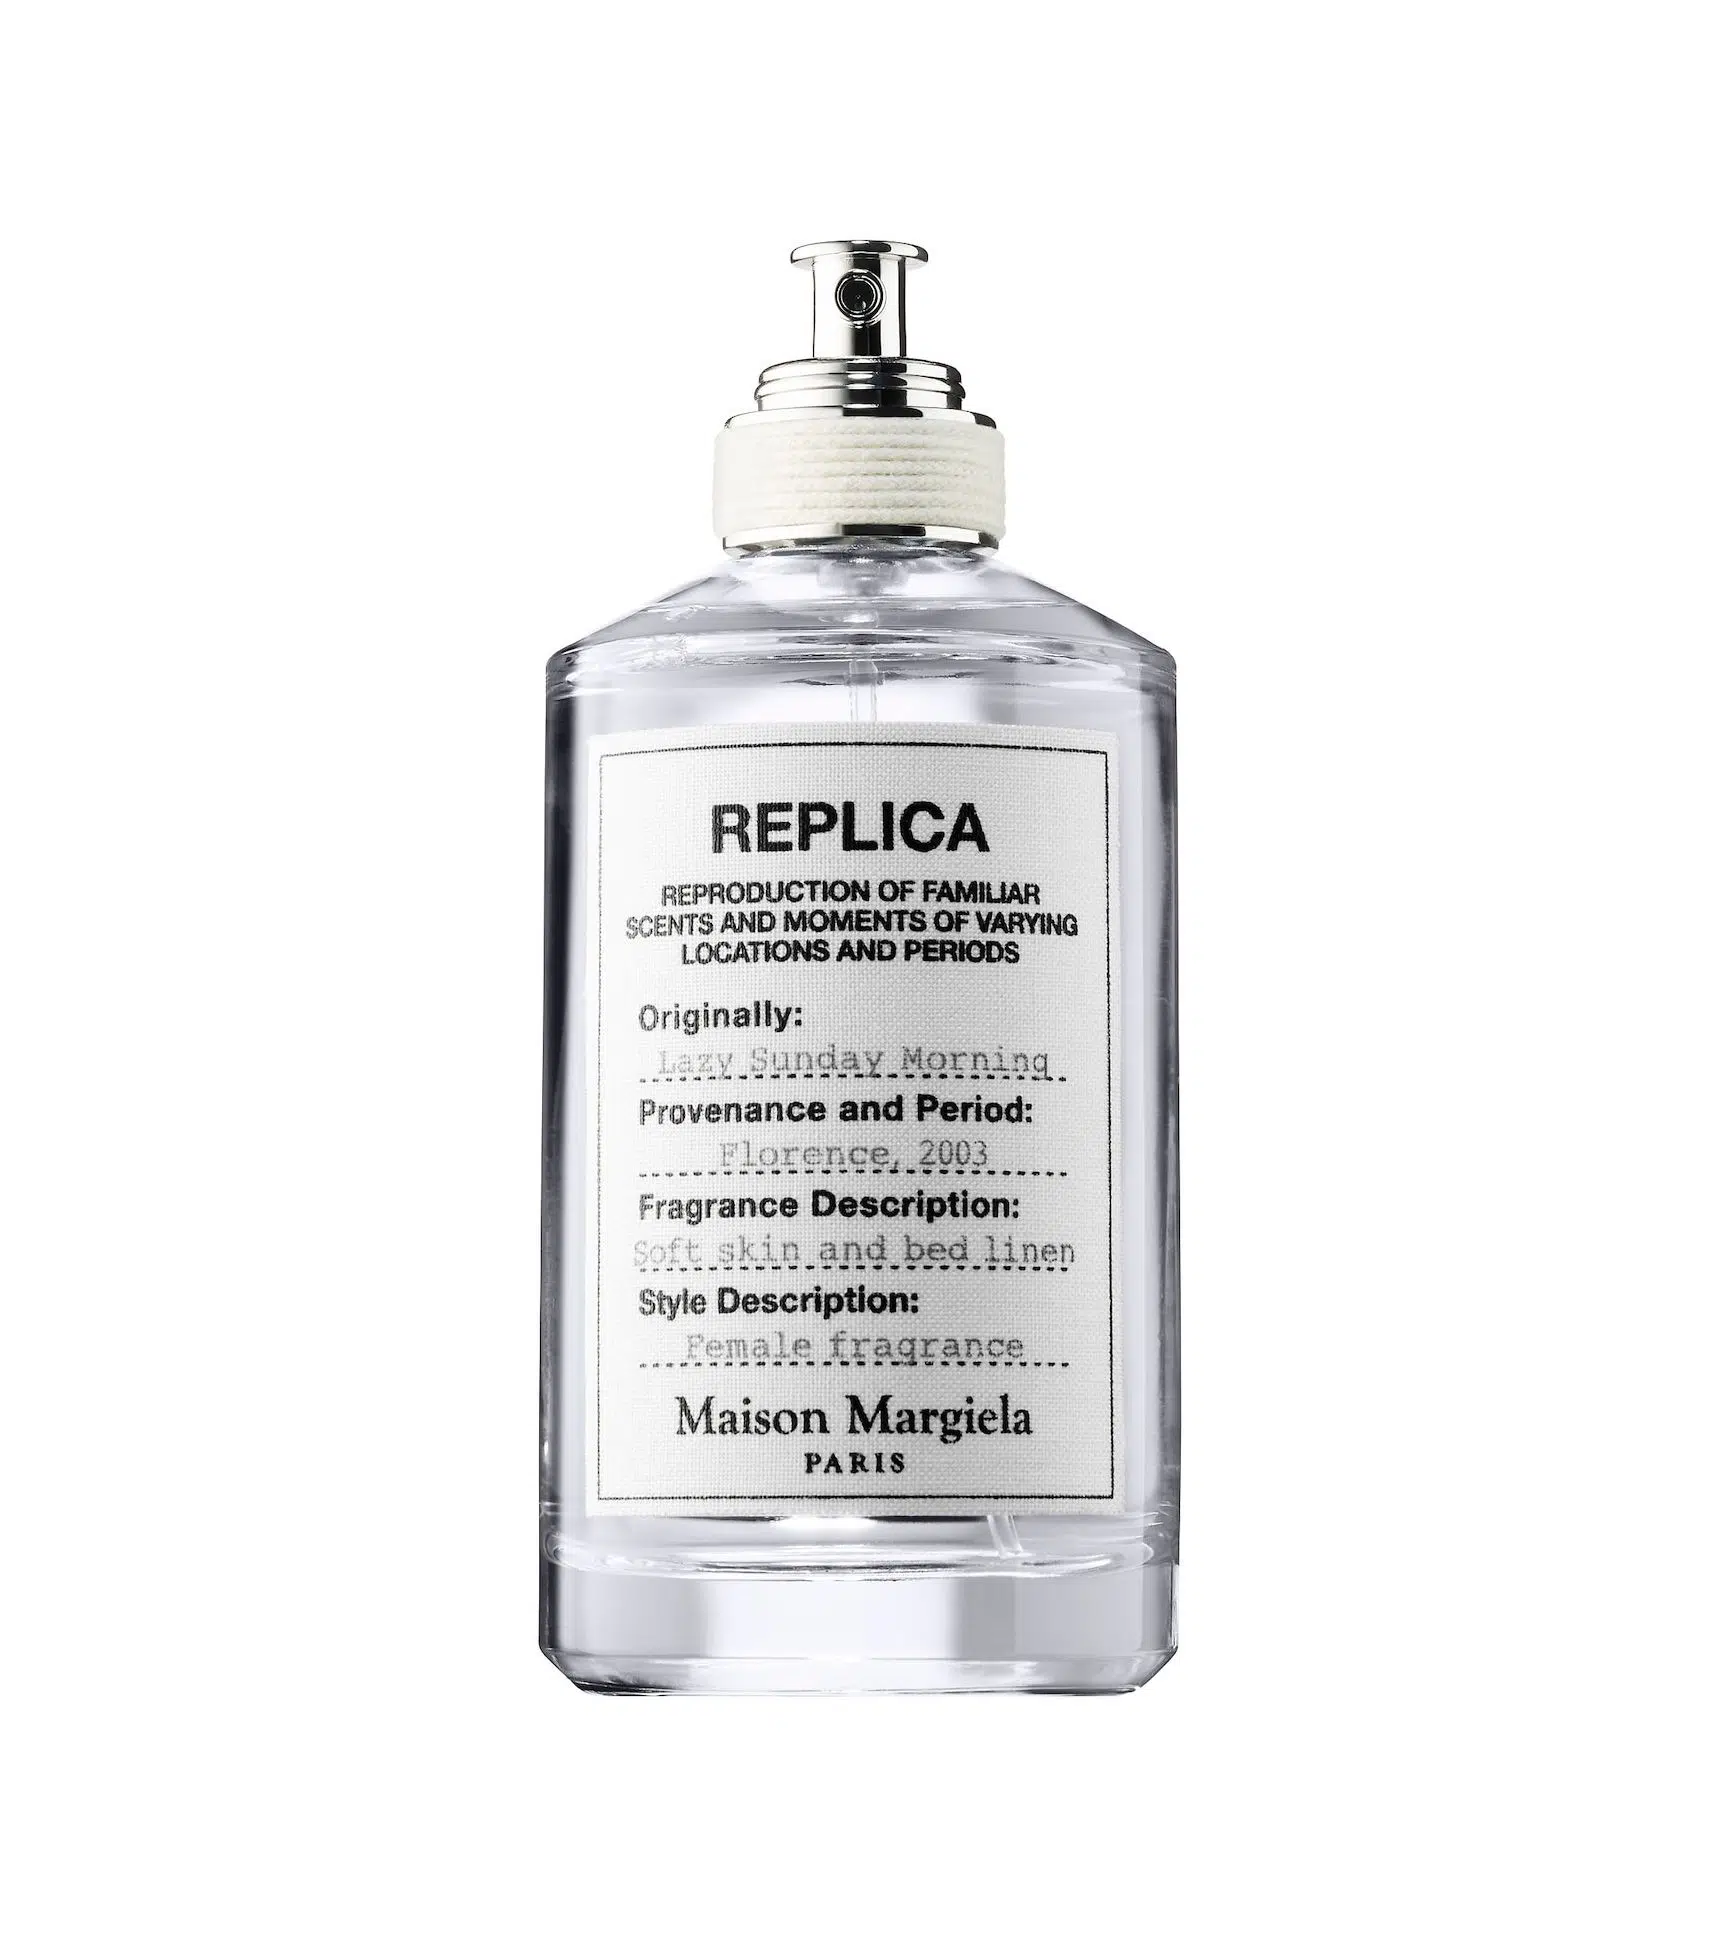 REPLICA
REPRODUCTION OF FAMILIAR
SCENTS AND MOMENTS OF VARYING
LOCATIONS AND PERIODS
Originally:
Lazy Sunday Morning
Provenance and Period:
Florence, 2003
Fragrance Description:
Soft skin and bed linen
Style Description:
Female fragrance
Maison Margiela
PARIS